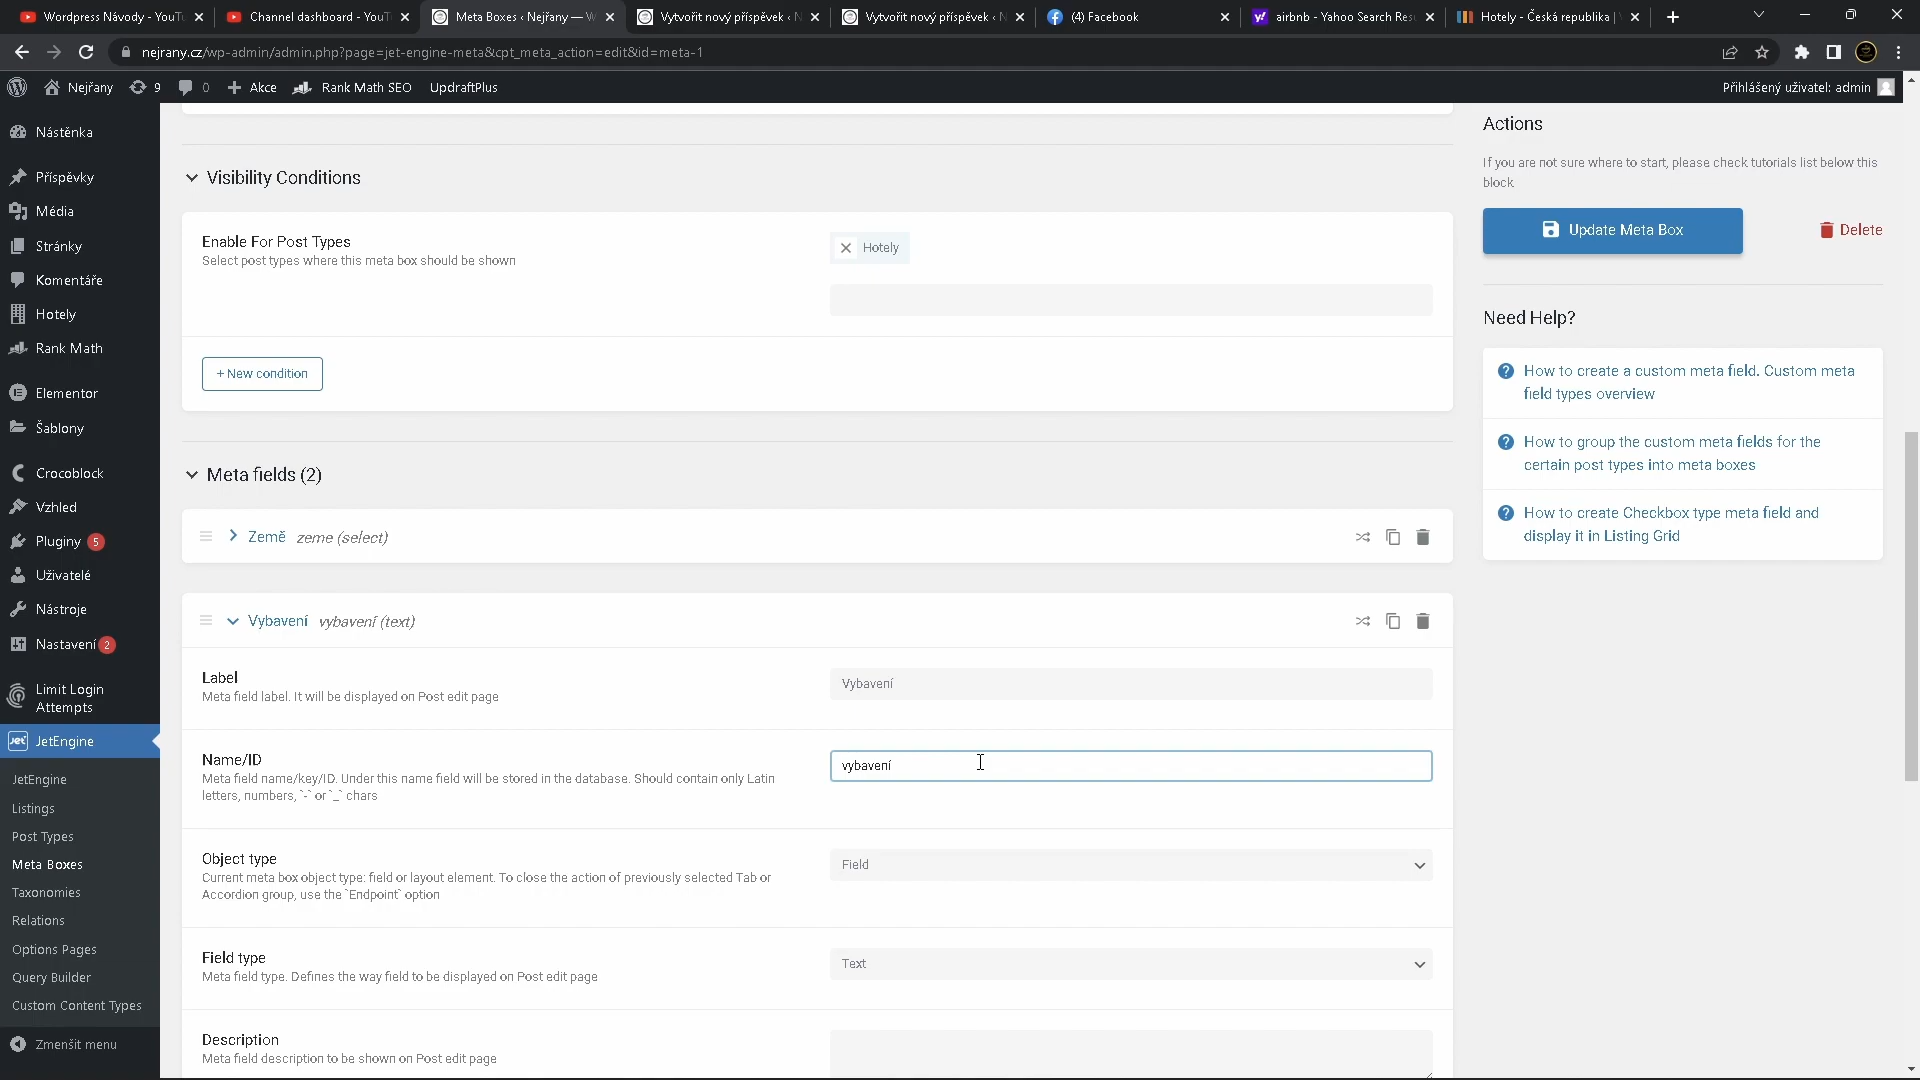 Wordpress Návody - YouTu
Channel dashboard - YouT
Meta Boxes ‹ Nejřany — W
Vytvořit nový příspěvek ‹ N
Vytvořit nový příspěvek ‹ N
(4) Facebook
airbnb - Yahoo Search Resu
Hotely - Česká republika |
nejrany.cz/wp-admin/admin.php?page=jet-engine-meta&cpt_meta_action=edit&id=meta-1
Nejřany
9
0
Akce
Rank Math SEO
UpdraftPlus
Přihlášený uživatel: admin
Nástěnka
Příspěvky
Média
Stránky
Komentáře
Hotely
Rank Math
Elementor
Šablony
Crocoblock
Vzhled
Pluginy 5
Uživatelé
Nástroje
Nastavení 2
Limit Login
Attempts
JetEngine
JetEngine
Listings
Post Types
Meta Boxes
Taxonomies
Relations
Options Pages
Query Builder
Custom Content Types
Zmenšit menu
Visibility Conditions
Enable For Post Types
Select post types where this meta box should be shown
Hotely
+ New condition
Meta fields (2)
Země zeme (select)
Vybavení vybavení (text)
Label
Meta field label. It will be displayed on Post edit page
Vybavení
Name/ID
Meta field name/key/ID. Under this name field will be stored in the database. Should contain only Latin
letters, numbers, `-` or `_` chars
vybavení
Object type
Current meta box object type: field or layout element. To close the action of previously selected Tab or
Accordion group, use the `Endpoint` option
Field
Field type
Meta field type. Defines the way field to be displayed on Post edit page
Text
Description
Meta field description to be shown on Post edit page
Actions
If you are not sure where to start, please check tutorials list below this
block
Update Meta Box
Delete
Need Help?
How to create a custom meta field. Custom meta
field types overview
How to group the custom meta fields for the
certain post types into meta boxes
How to create Checkbox type meta field and
display it in Listing Grid